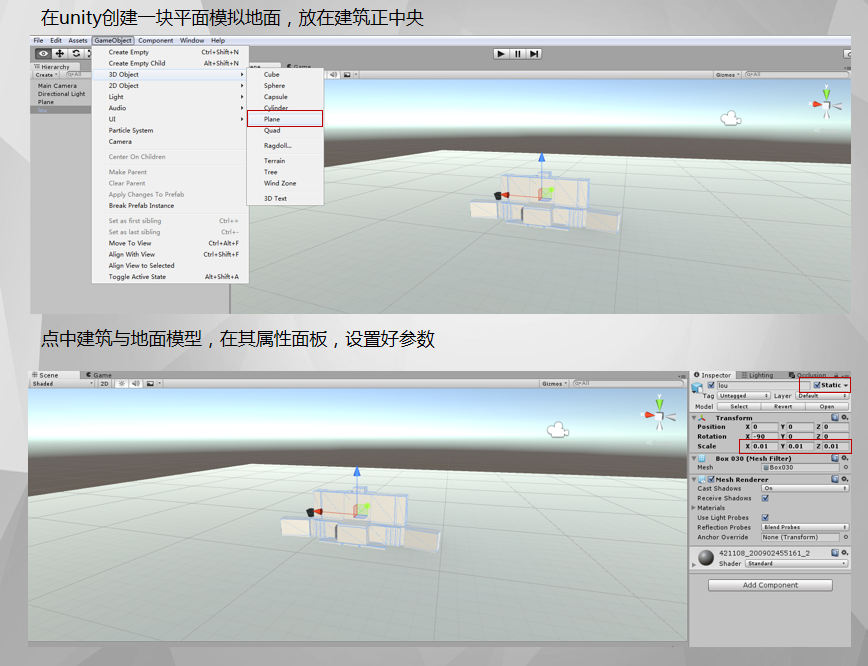 在unity创建一块平面模拟地面，放在建筑正中央
File Edit Assets GameObject Component Window Help
Hierarchy
Create
Main Camera
Directional Light
Plane
Create Empty Ctrl+Shift+N
Create Empty Child Alt+Shift+N
3D Object
2D Object
Light
Audio
UI
Particle System
Camera
Center On Children
Make Parent
Clear Parent
Apply Changes To Prefab
Break Prefab Instance
Set as first sibling Ctrl+=
Set as last sibling Ctrl+-
Move To View Ctrl+Alt+F
Align With View Ctrl+Shift+F
Align View to Selected
Toggle Active State Alt+Shift+A
Cube
Sphere
Capsule
Cylinder
Plane
Quad
Ragdoll...
Terrain
Tree
Wind Zone
3D Text
Game
Gizmos All
点中建筑与地面模型，在其属性面板，设置好参数
Scene Game
Shaded 2D Gizmos All
Inspector Lighting Occlusion
lou Static
Tag Untagged Layer Default
Model Select Revert Open
Transform
Position X 0 Y 0 Z 0
Rotation X -90 Y 0 Z 0
Scale X 0.01 Y 0.01 Z 0.01
Box 030 (Mesh Filter)
Mesh Box030
Mesh Renderer
Cast Shadows On
Receive Shadows
Materials
Use Light Probes
Reflection Probes Blend Probes
Anchor Override None (Transform)
421108_200902455161_2
Shader Standard
Add Component